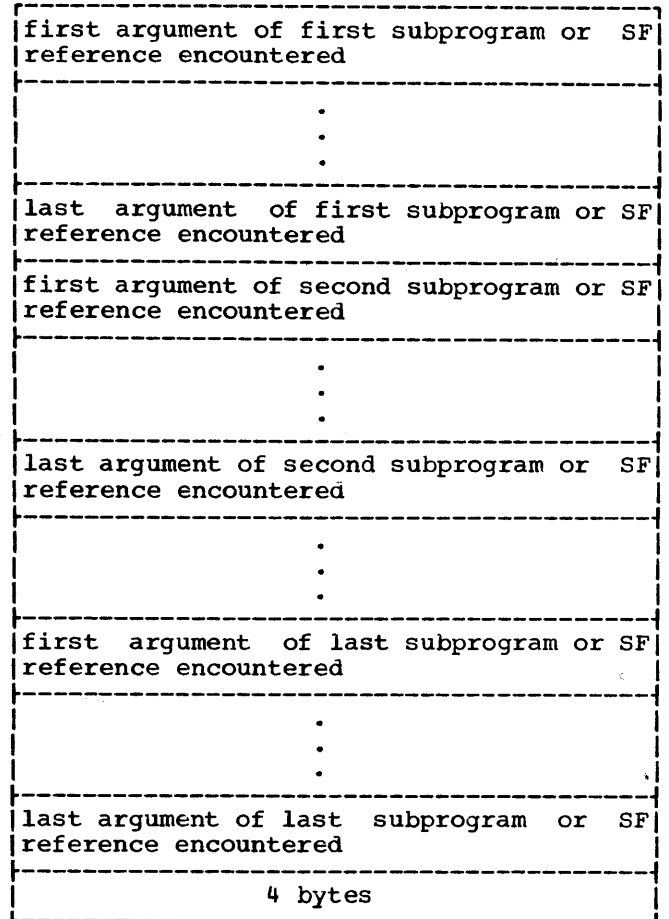 first argument of first subprogram or SF
reference encountered
.
.
.
last argument of first subprogram or SF
reference encountered
first argument of second subprogram or SF
reference encountered
.
.
.
last argument of second subprogram or SF
reference encountered
.
.
.
first argument of last subprogram or SF
reference encountered
.
.
.
last argument of last subprogram or SF
reference encountered
4 bytes